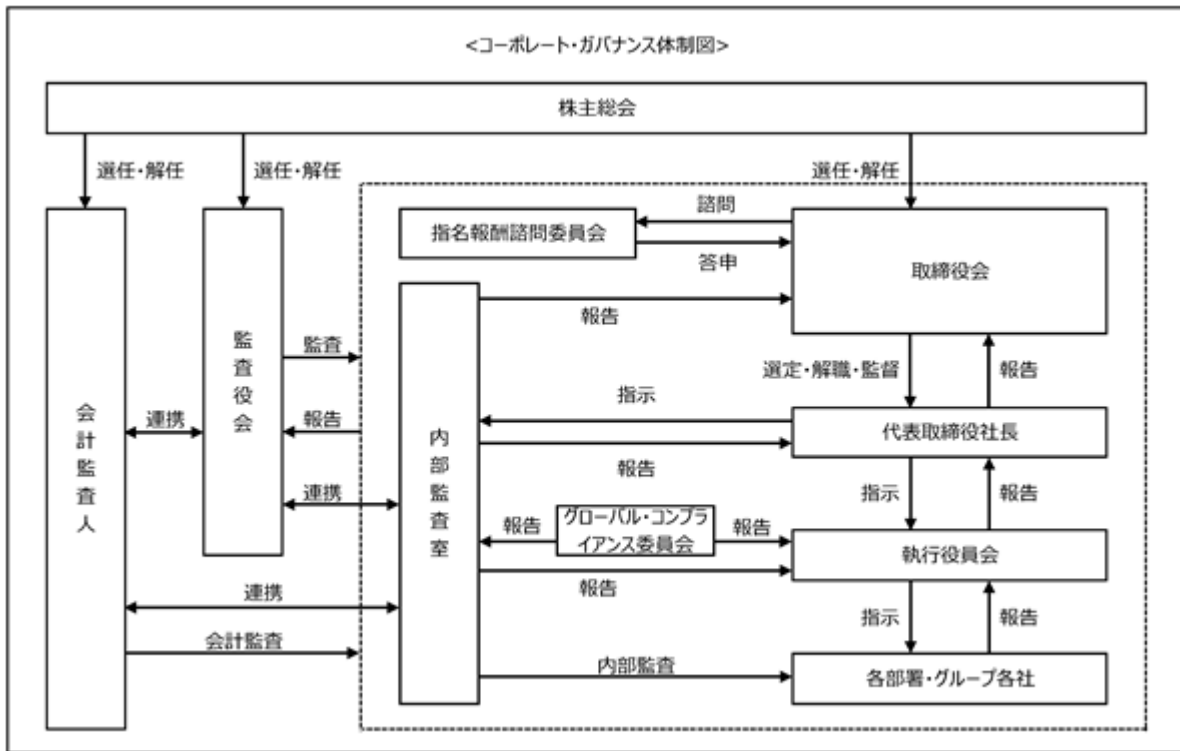 <コーポレート・ガバナンス体制図>
株主総会
選任・解任
選任・解任
選任・解任
会計監査人
監査役会
指名報酬諮問委員会
諮問
答申
取締役会
報告
内部監査室
監査
報告
連携
連携
選定・解職・監督
報告
指示
報告
代表取締役社長
指示
報告
報告
グローバル・コンプラ
イアンス委員会
報告
執行役員会
報告
連携
会計監査
指示
報告
内部監査
各部署・グループ各社